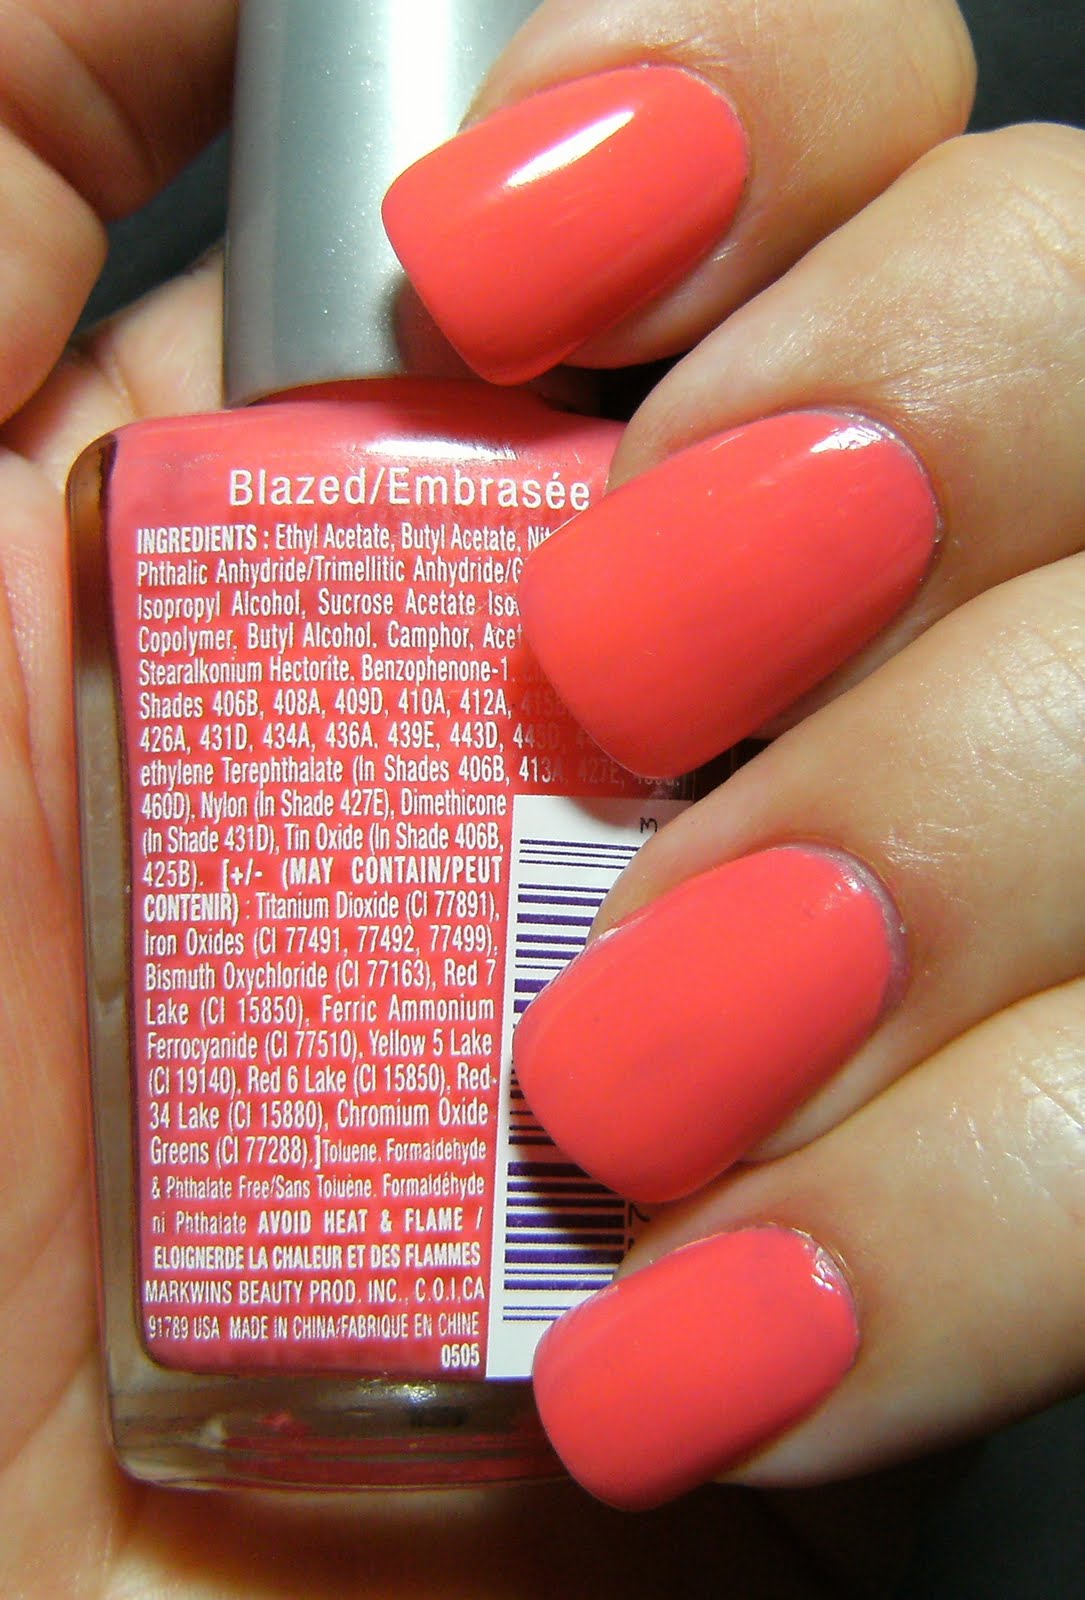 Blazed/Embrasée
INGREDIENTS : Ethyl Acetate, Butyl Acetate,
Phthalic Anhydride/Trimellitic Anhydride/
Isopropyl Alcohol, Sucrose Acetate
Copolymer, Butyl Alcohol, Camphor,
Stearalkonium Hectorite, Benzophenone-1,
Shades 406B, 408A, 409D, 410A, 412A, 415B
426A, 431D, 434A, 436A, 439E, 443D, 445D,
ethylene Terephthalate (In Shades 406B, 413A, 427E,
460D), Nylon (In Shade 427E), Dimethicone
(In Shade 431D), Tin Oxide (In Shade 406B,
425B). [+/- (MAY CONTAIN/PEUT
CONTENIR) : Titanium Dioxide (CI 77891),
Iron Oxides (CI 77491, 77492, 77499),
Bismuth Oxychloride (CI 77163), Red 7
Lake (CI 15850), Ferric Ammonium
Ferrocyanide (CI 77510), Yellow 5 Lake
(CI 19140), Red 6 Lake (CI 15850), Red-
34 Lake (CI 15880), Chromium Oxide
Greens (CI 77288).]Toluene, Formaldehyde
& Phthalate Free/Sans Toluène, Formaldéhyde
ni Phthalate AVOID HEAT & FLAME /
ELOIGNERDE LA CHALEUR ET DES FLAMMES
MARKWINS BEAUTY PROD. INC., C.O.I,CA
91789 USA MADE IN CHINA/FABRIQUE EN CHINE
0505
3